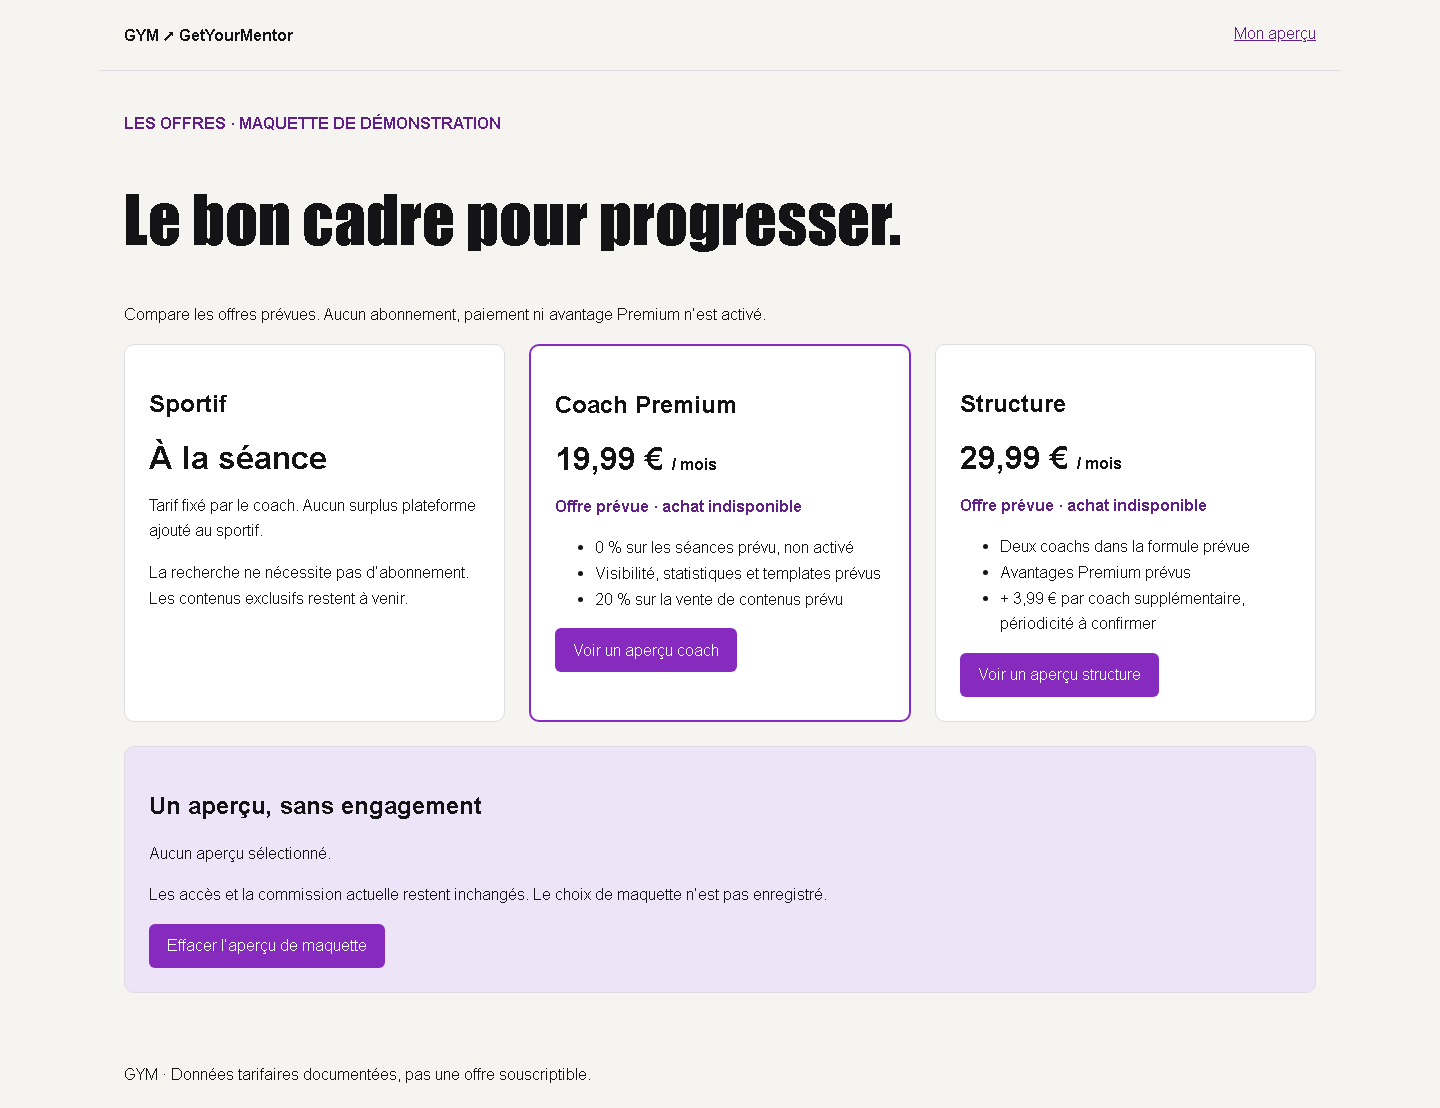 GYM ↗ GetYourMentor
Mon aperçu
LES OFFRES · MAQUETTE DE DÉMONSTRATION
Le bon cadre pour progresser.
Compare les offres prévues. Aucun abonnement, paiement ni avantage Premium n'est activé.
Sportif
À la séance
Tarif fixé par le coach. Aucun surplus plateforme
ajouté au sportif.
La recherche ne nécessite pas d'abonnement.
Les contenus exclusifs restent à venir.
Coach Premium
19,99 € / mois
Offre prévue · achat indisponible
• 0 % sur les séances prévu, non activé
• Visibilité, statistiques et templates prévus
• 20 % sur la vente de contenus prévu
Voir un aperçu coach
Structure
29,99 € / mois
Offre prévue · achat indisponible
• Deux coachs dans la formule prévue
• Avantages Premium prévus
• + 3,99 € par coach supplémentaire,
périodicité à confirmer
Voir un aperçu structure
Un aperçu, sans engagement
Aucun aperçu sélectionné.
Les accès et la commission actuelle restent inchangés. Le choix de maquette n'est pas enregistré.
Effacer l'aperçu de maquette
GYM · Données tarifaires documentées, pas une offre souscriptible.